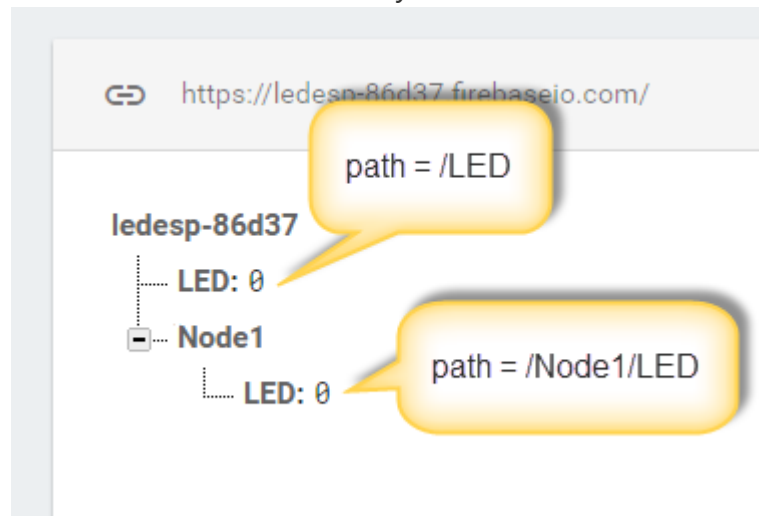 https://ledesp-86d37.firebaseio.com/
path = /LED
ledesp-86d37
LED: 0
Node1
path = /Node1/LED
LED: 0